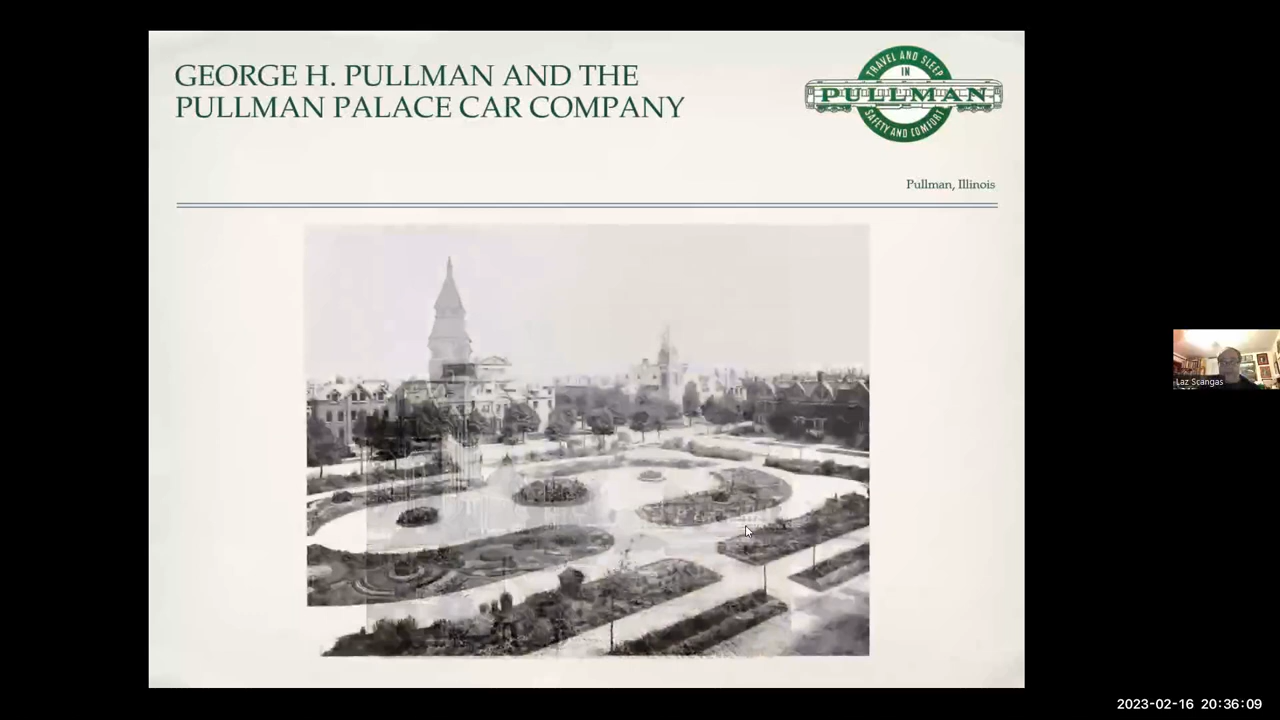 GEORGE H. PULLMAN AND THE
PULLMAN PALACE CAR COMPANY
TRAVEL AND SLEEP
IN
PULLMAN
SAFETY AND COMFORT
Pullman, Illinois
Laz Scangas
2023-02-16 20:36:09